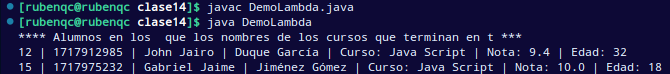 [rubenqc@rubenqc clase14]$ javac DemoLambda.java
[rubenqc@rubenqc clase14]$ java DemoLambda
**** Alumnos en los  que los nombres de los cursos que terminan en t ***
12 | 1717912985 | John Jairo | Duque García | Curso: Java Script | Nota: 9.4 | Edad: 32
15 | 1717975232 | Gabriel Jaime | Jiménez Gómez | Curso: Java Script | Nota: 10.0 | Edad: 18